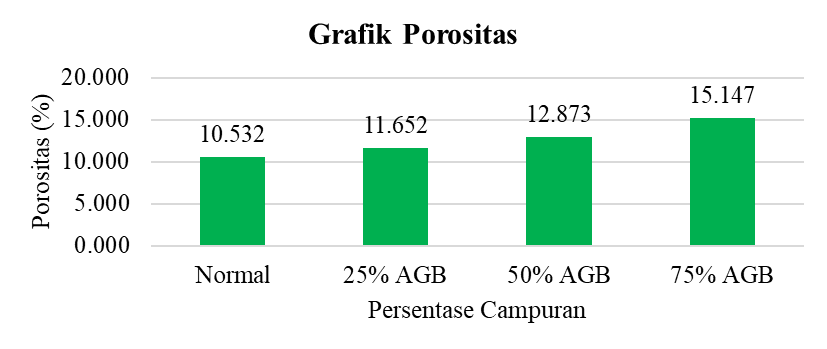 Grafik Porositas
Porositas (%)
20.000
15.000
10.000
5.000
0.000
10.532
11.652
12.873
15.147
Normal
25% AGB
50% AGB
75% AGB
Persentase Campuran